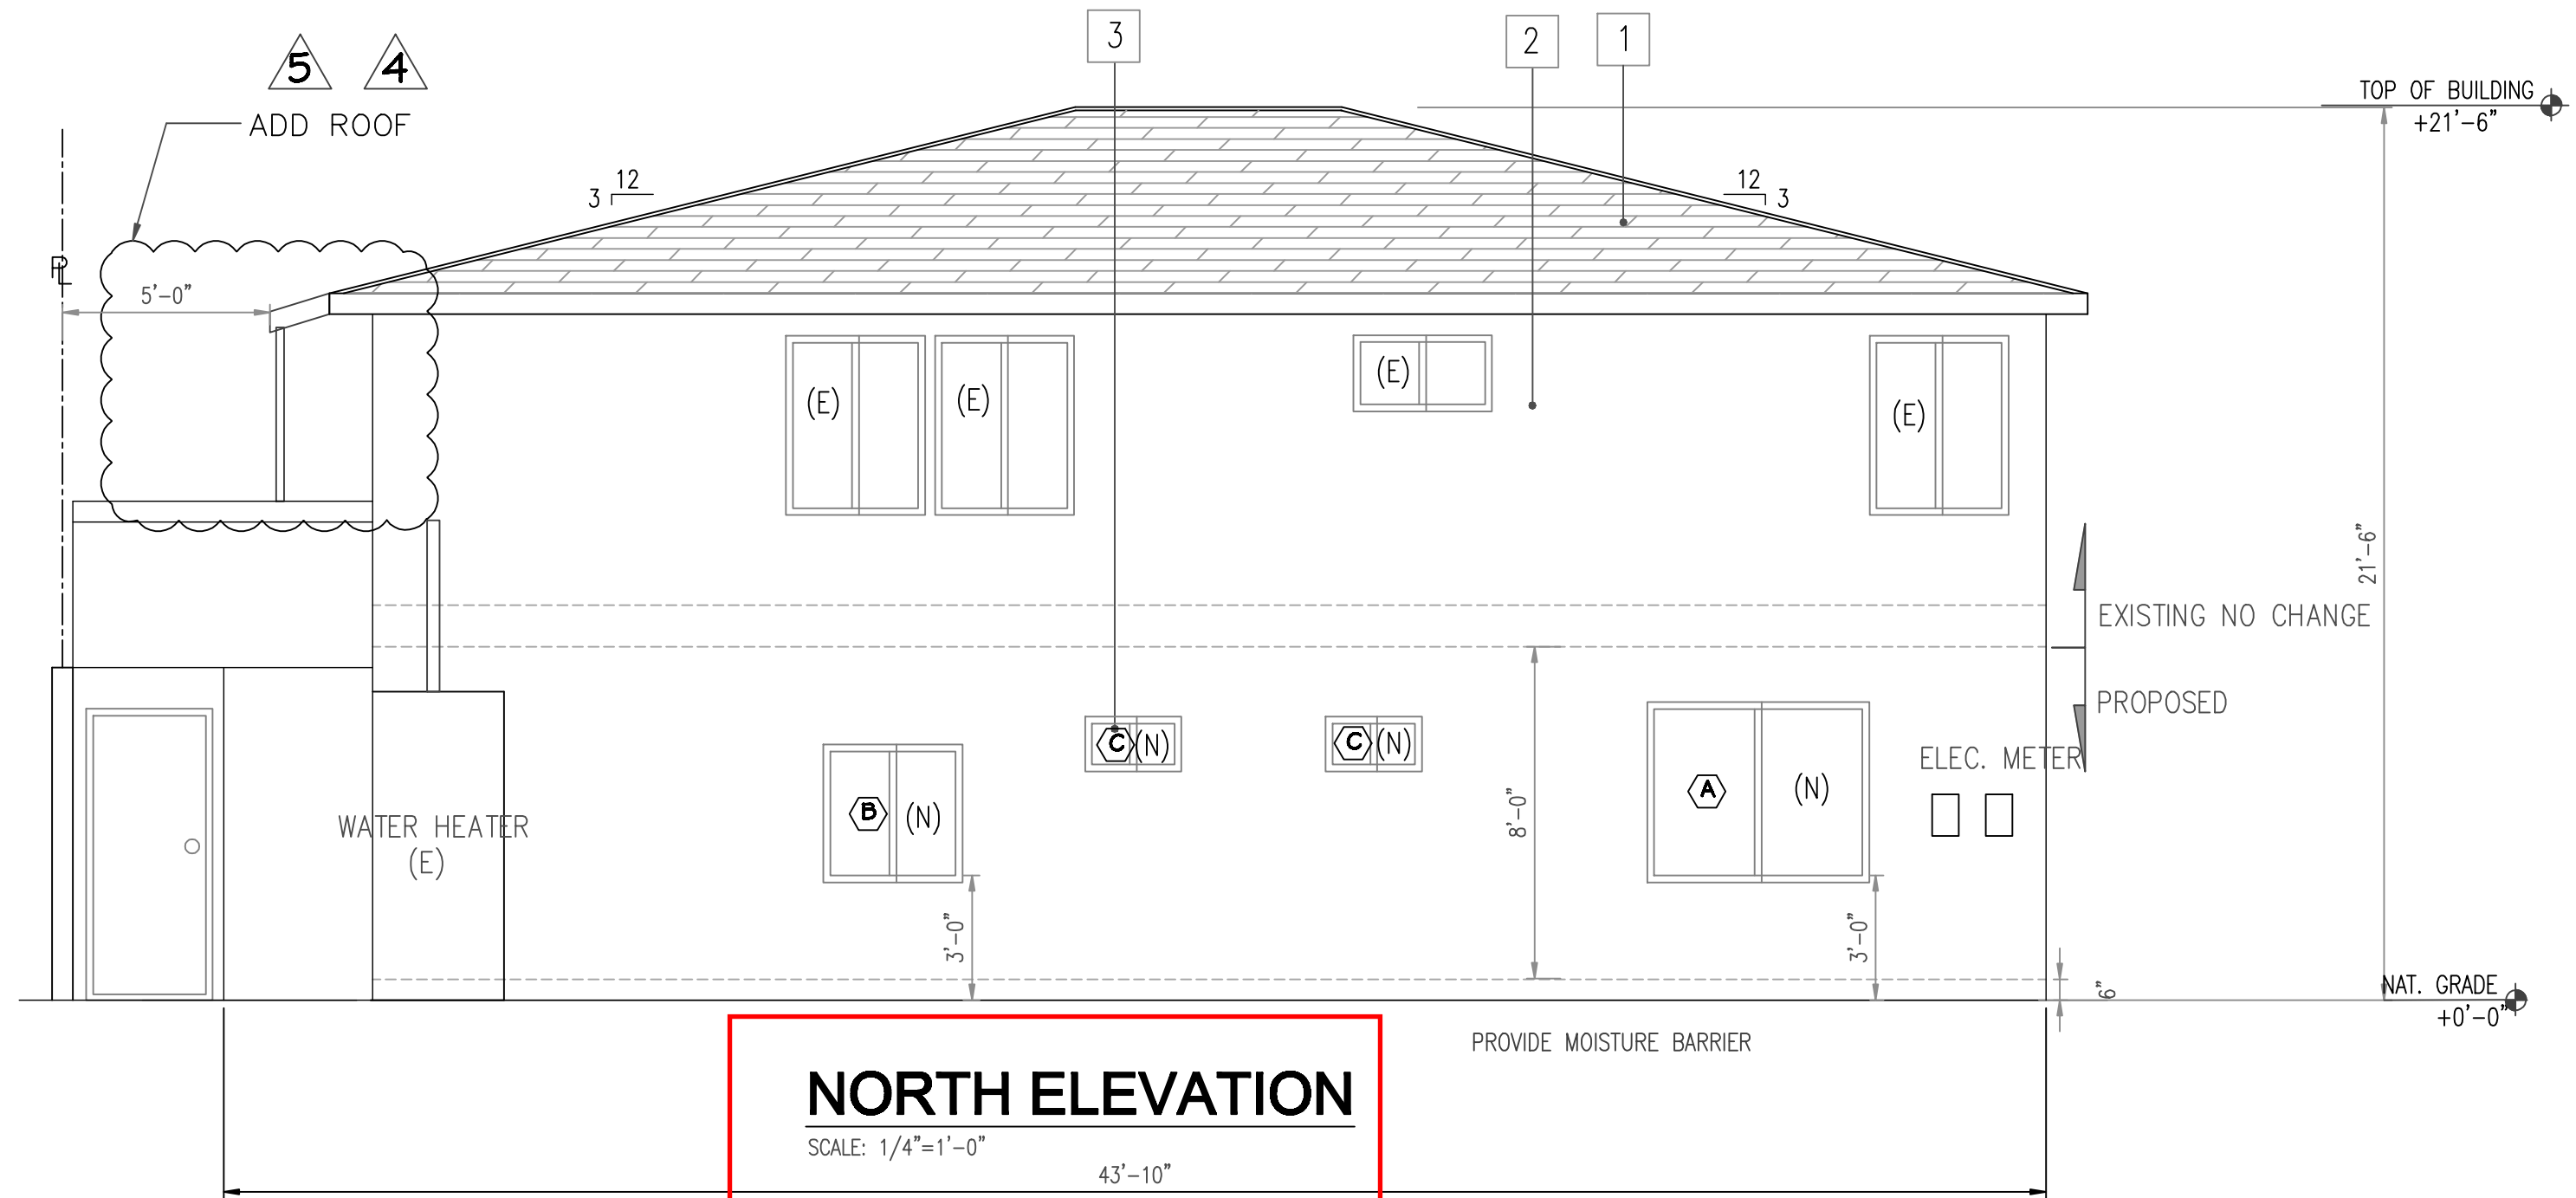 3
2
1
5
4
ADD ROOF
TOP OF BUILDING
+21'-6"
12
3
12
3
PL
5'-0"
(E)
(E)
(E)
(E)
21'-6"
EXISTING NO CHANGE
PROPOSED
C (N)
C (N)
ELEC. METER
B (N)
A (N)
8'-0"
WATER HEATER
(E)
3'-0"
3'-0"
6"
NAT. GRADE
+0'-0"
PROVIDE MOISTURE BARRIER
NORTH ELEVATION
SCALE: 1/4"=1'-0"
43'-10"